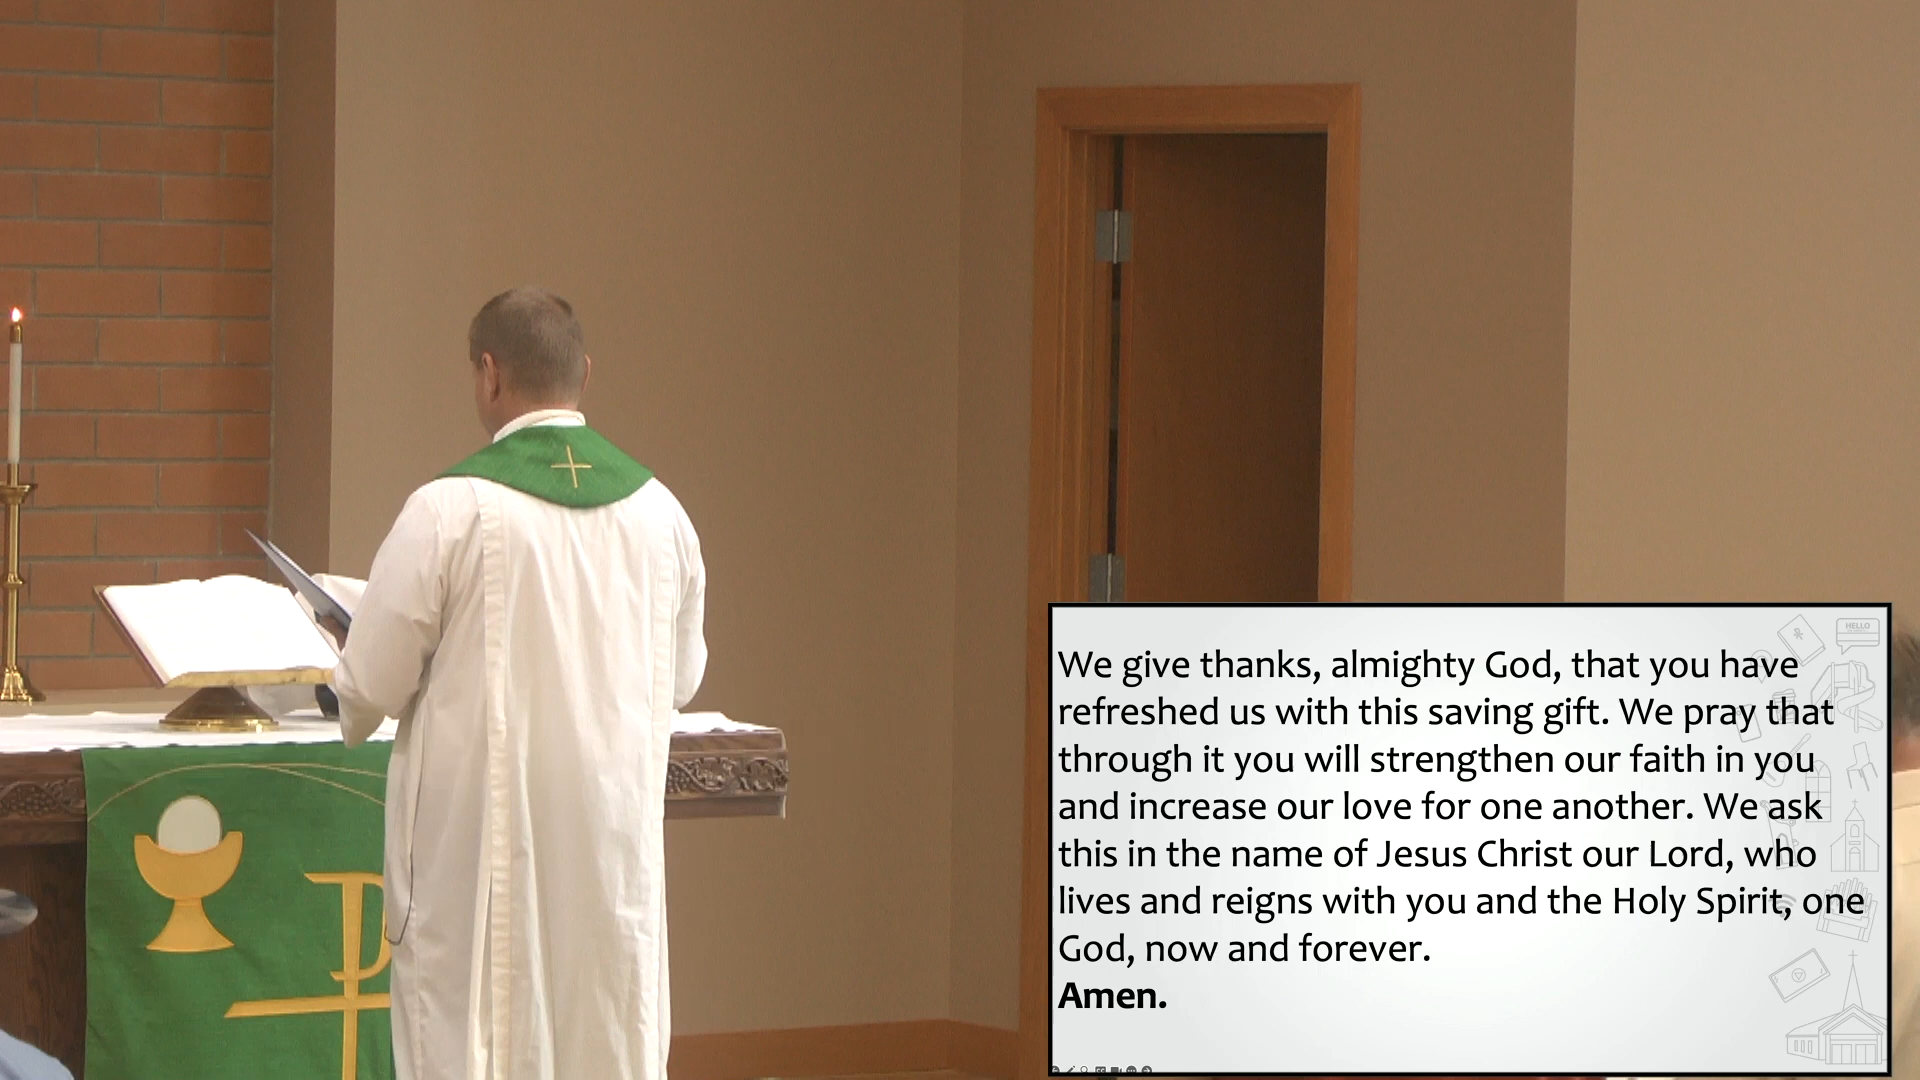 HELLO
We give thanks, almighty God, that you have
refreshed us with this saving gift. We pray that
through it you will strengthen our faith in you
and increase our love for one another. We ask
this in the name of Jesus Christ our Lord, who
lives and reigns with you and the Holy Spirit, one
God, now and forever.
Amen.